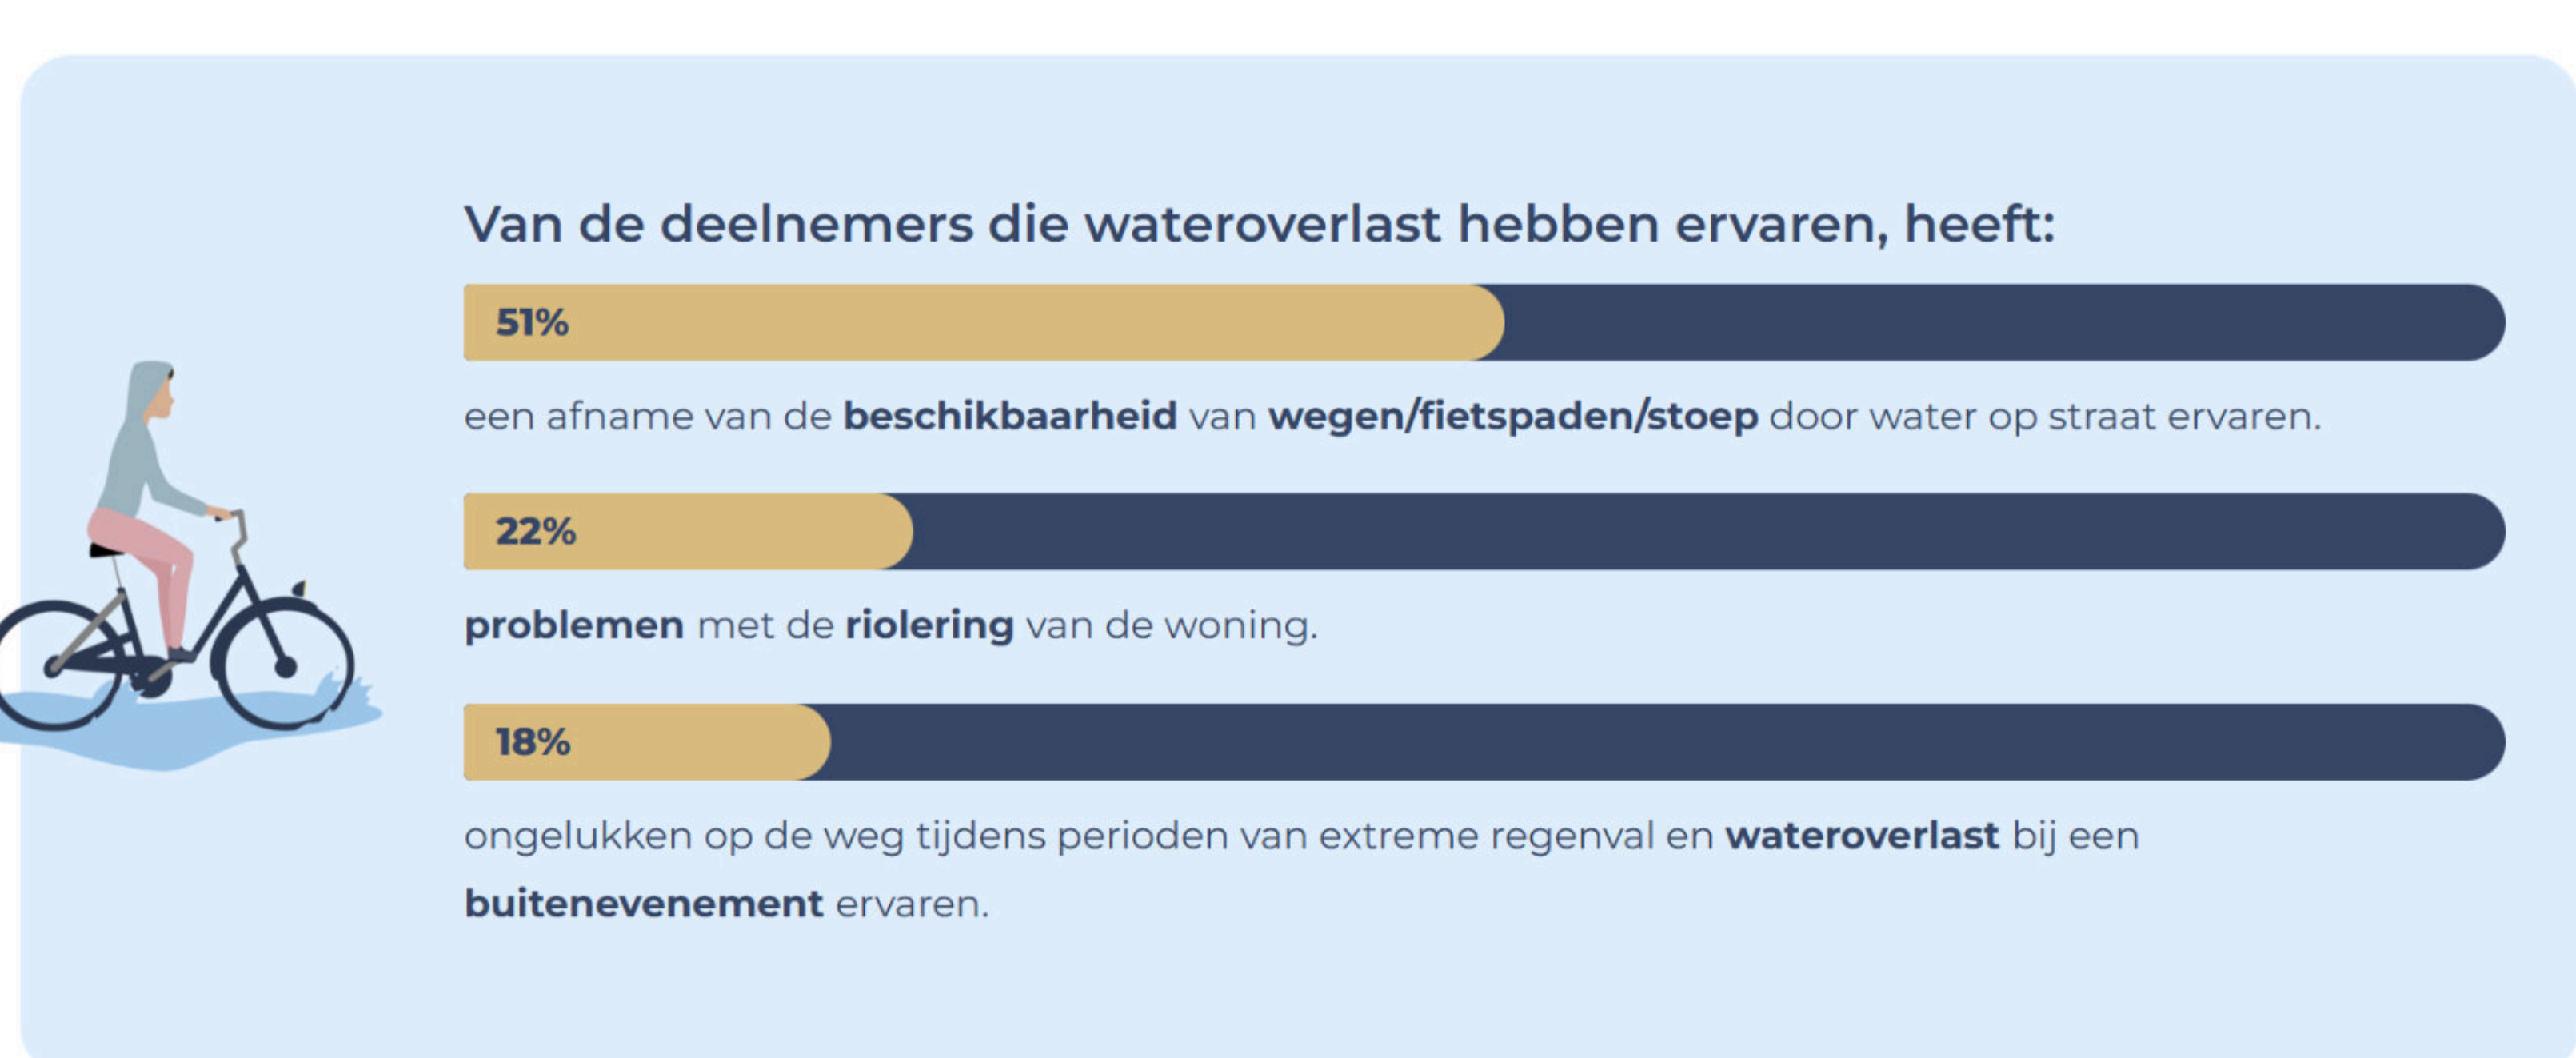 Van de deelnemers die wateroverlast hebben ervaren, heeft:
51%
een afname van de beschikbaarheid van wegen/fietspaden/stoep door water op straat ervaren.
22%
problemen met de riolering van de woning.
18%
ongelukken op de weg tijdens perioden van extreme regenval en wateroverlast bij een
buitenevenement ervaren.